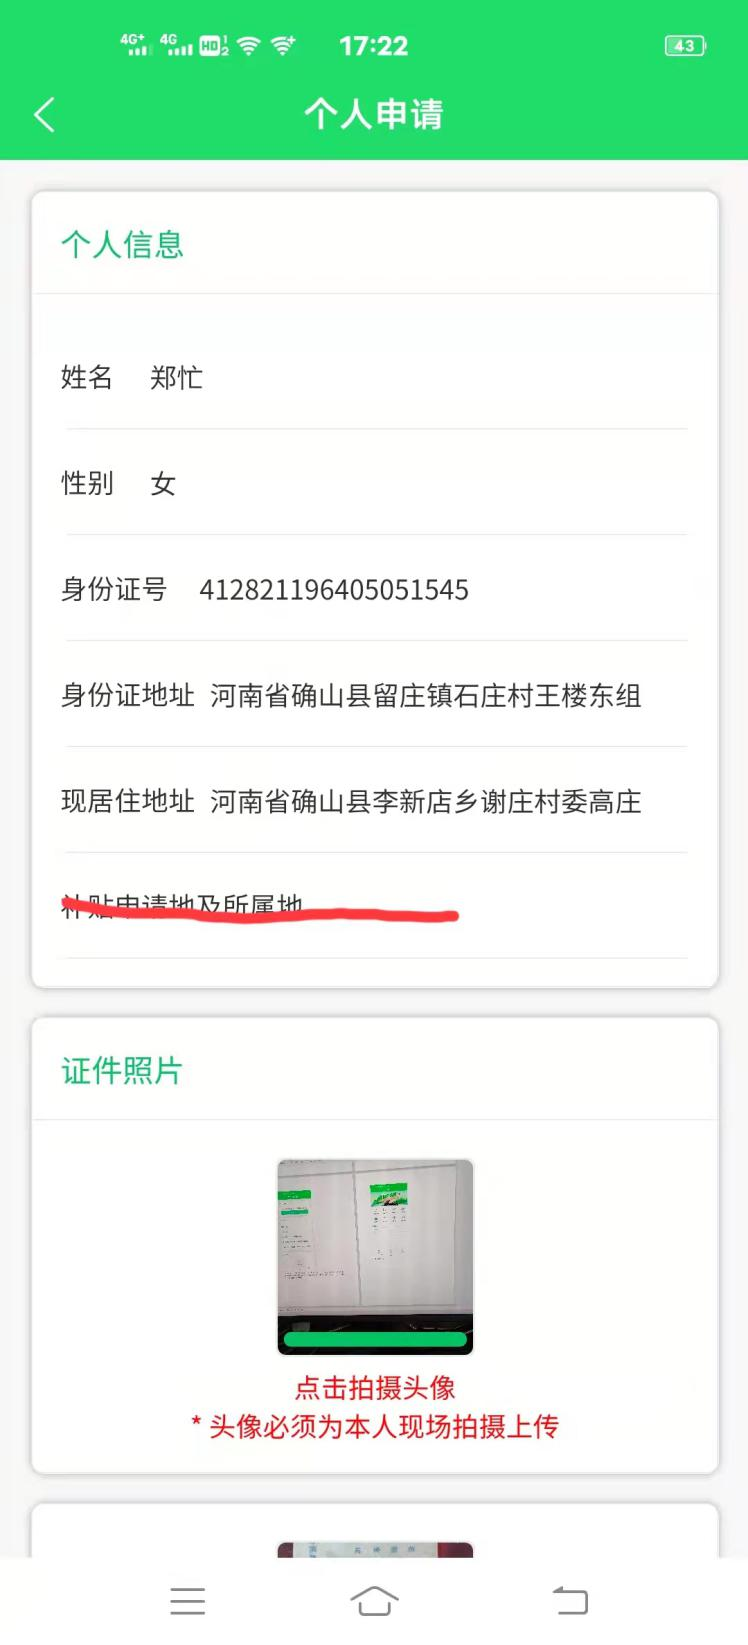 4G+ 4G HD 1 2 17:22 43
个人申请
个人信息
姓名 郑忙
性别 女
身份证号 412821196405051545
身份证地址 河南省确山县留庄镇石庄村王楼东组
现居住地址 河南省确山县李新店乡谢庄村委高庄
补贴申请地及所属地
证件照片
点击拍摄头像
* 头像必须为本人现场拍摄上传